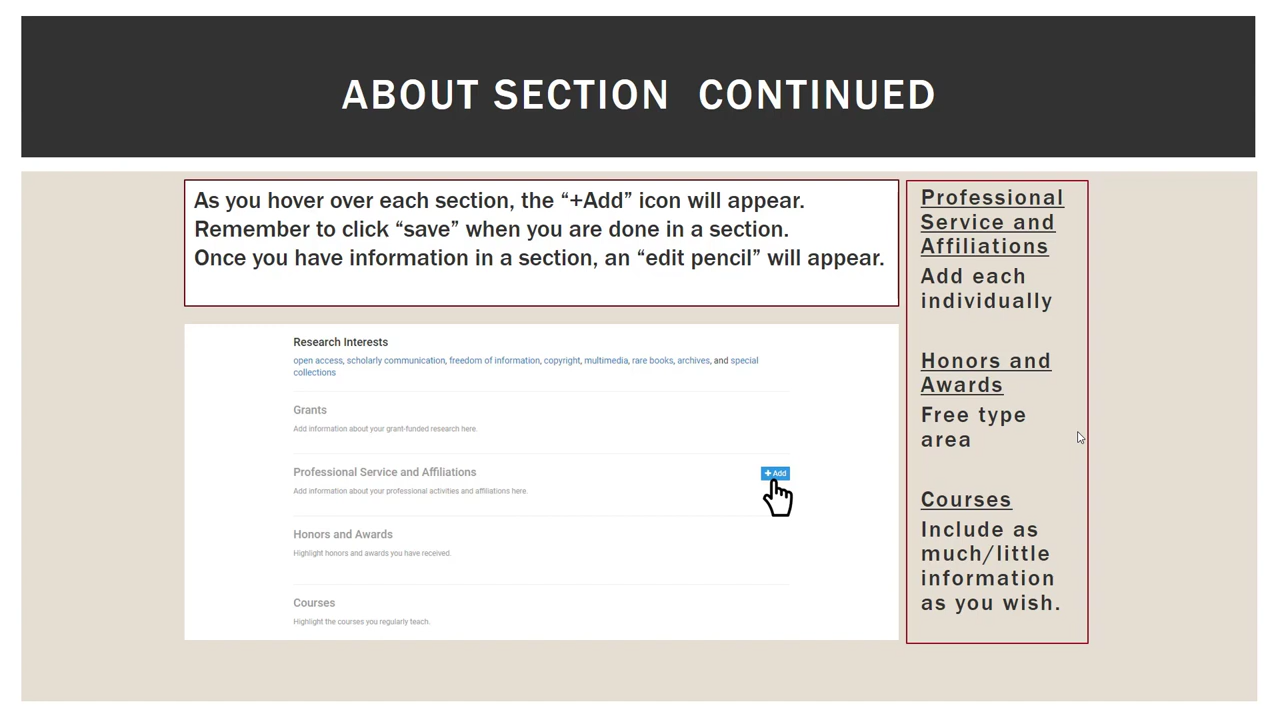 ABOUT SECTION CONTINUED
As you hover over each section, the “+Add” icon will appear.
Remember to click “save” when you are done in a section.
Once you have information in a section, an “edit pencil” will appear.
Research Interests
open access, scholarly communication, freedom of information, copyright, multimedia, rare books, archives, and special
collections
Grants
Add information about your grant-funded research here.
Professional Service and Affiliations
+ Add
Add information about your professional activities and affiliations here.
Honors and Awards
Highlight honors and awards you have received.
Courses
Highlight the courses you regularly teach.
Professional
Service and
Affiliations
Add each
individually
Honors and
Awards
Free type
area
Courses
Include as
much/little
information
as you wish.